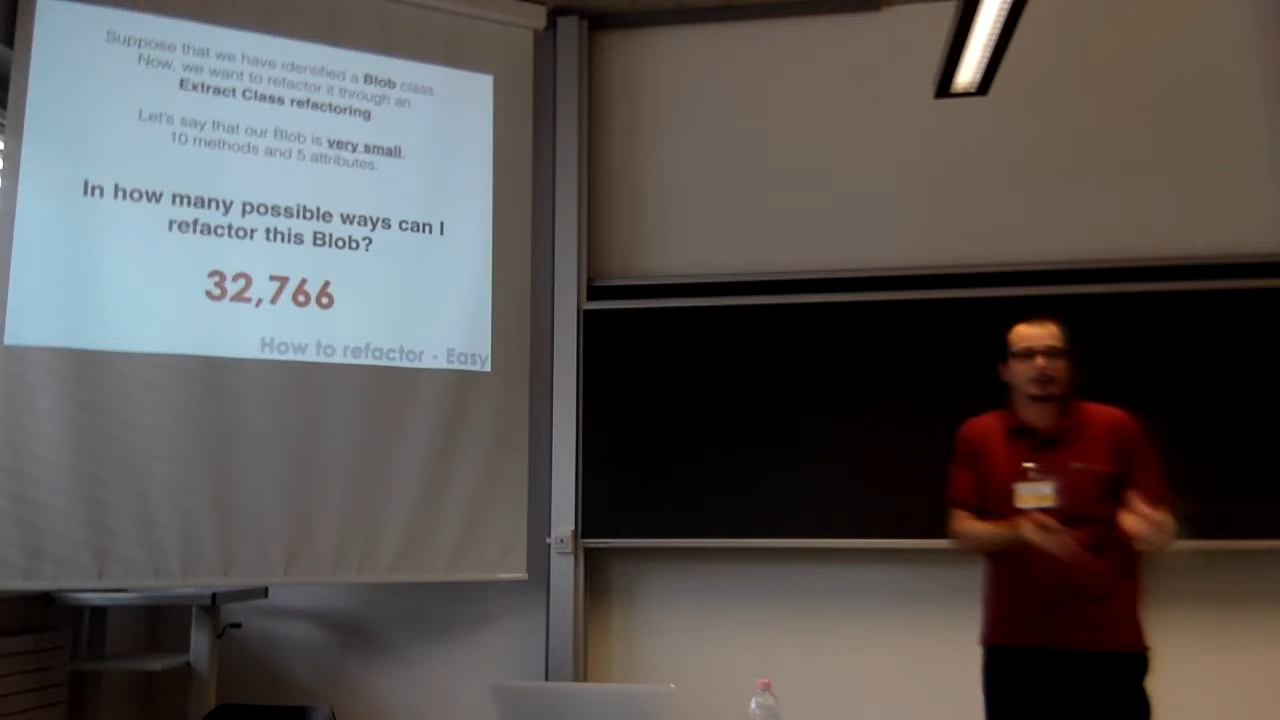 Suppose that we have identified a Blob class.
Now, we want to refactor it through an
Extract Class refactoring.
Let's say that our Blob is very small.
10 methods and 5 attributes.
In how many possible ways can I
refactor this Blob?
32,766
How to refactor - Easy